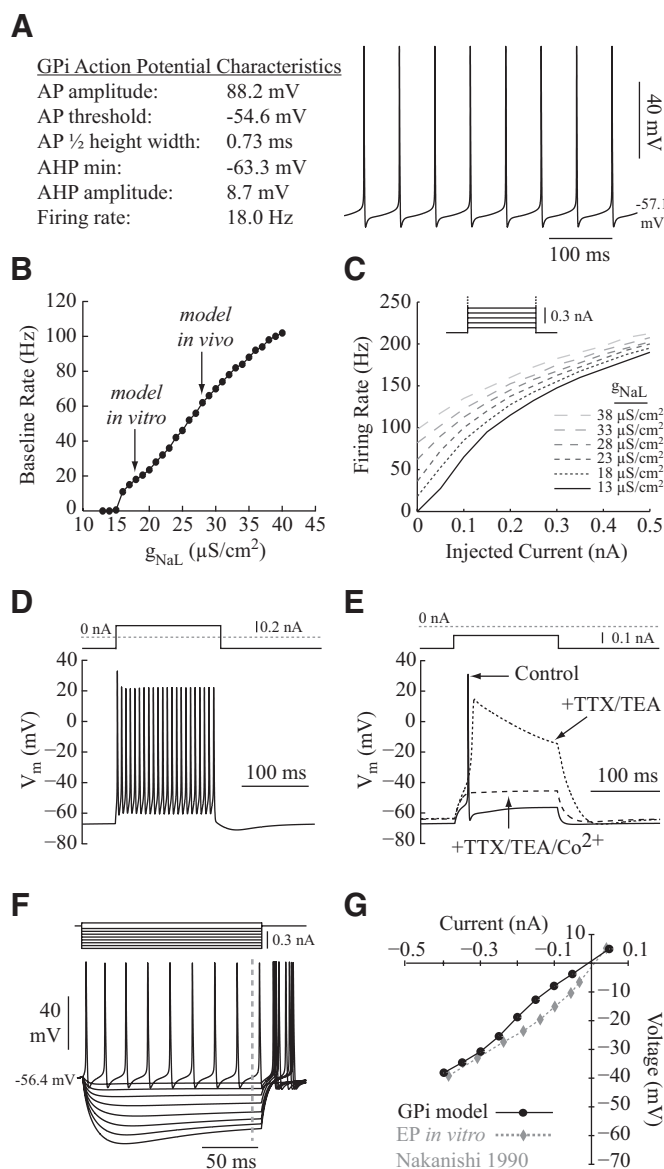 A
GPi Action Potential Characteristics
AP amplitude: 88.2 mV
AP threshold: -54.6 mV
AP ½ height width: 0.73 ms
AHP min: -63.3 mV
AHP amplitude: 8.7 mV
Firing rate: 18.0 Hz
40 mV
-57.1
mV
100 ms
B
Baseline Rate (Hz)
120
100
80
60
40
20
0
model
in vivo
model
in vitro
10 15 20 25 30 35 40 45
gNaL (µS/cm²)
C
Firing Rate (Hz)
250
200
150
100
50
0
0.3 nA
gNaL
38 µS/cm²
33 µS/cm²
28 µS/cm²
23 µS/cm²
18 µS/cm²
13 µS/cm²
0 0.1 0.2 0.3 0.4 0.5
Injected Current (nA)
D
0 nA
0.2 nA
Vm (mV)
40
20
0
−20
−40
−60
−80
100 ms
E
0 nA
0.1 nA
Vm (mV)
40
20
0
−20
−40
−60
−80
Control
+TTX/TEA
100 ms
+TTX/TEA/Co²⁺
F
0.3 nA
40
mV
-56.4 mV
50 ms
G
Current (nA)
−0.5 −0.3 −0.1 0.1
10
−10
−20
−30
−40
−50
−60
−70
Voltage (mV)
GPi model
EP in vitro
Nakanishi 1990